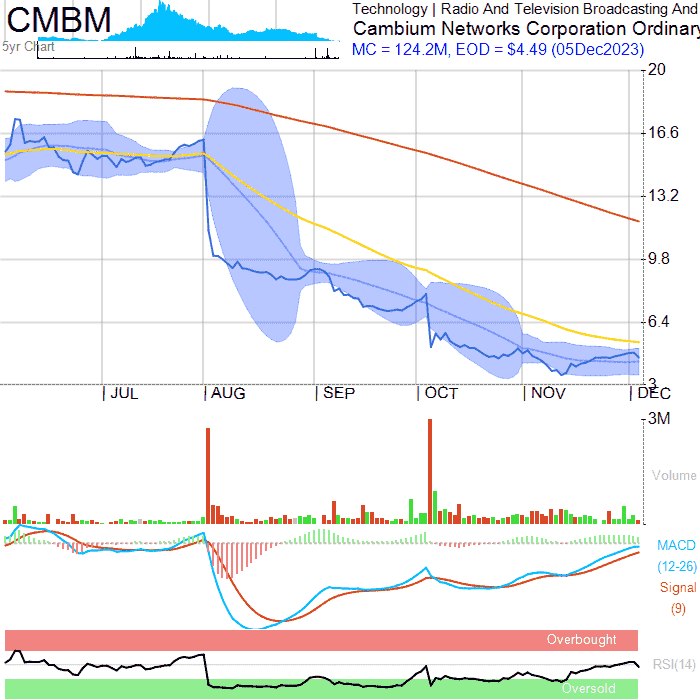 CMBM
5yr Chart
Technology | Radio And Television Broadcasting And
Cambium Networks Corporation Ordinary
MC = 124.2M, EOD = $4.49 (05Dec2023)
20
16.6
13.2
9.8
6.4
3
JUL
AUG
SEP
OCT
NOV
DEC
3M
Volume
MACD
(12-26)
Signal
(9)
Overbought
RSI(14)
Oversold